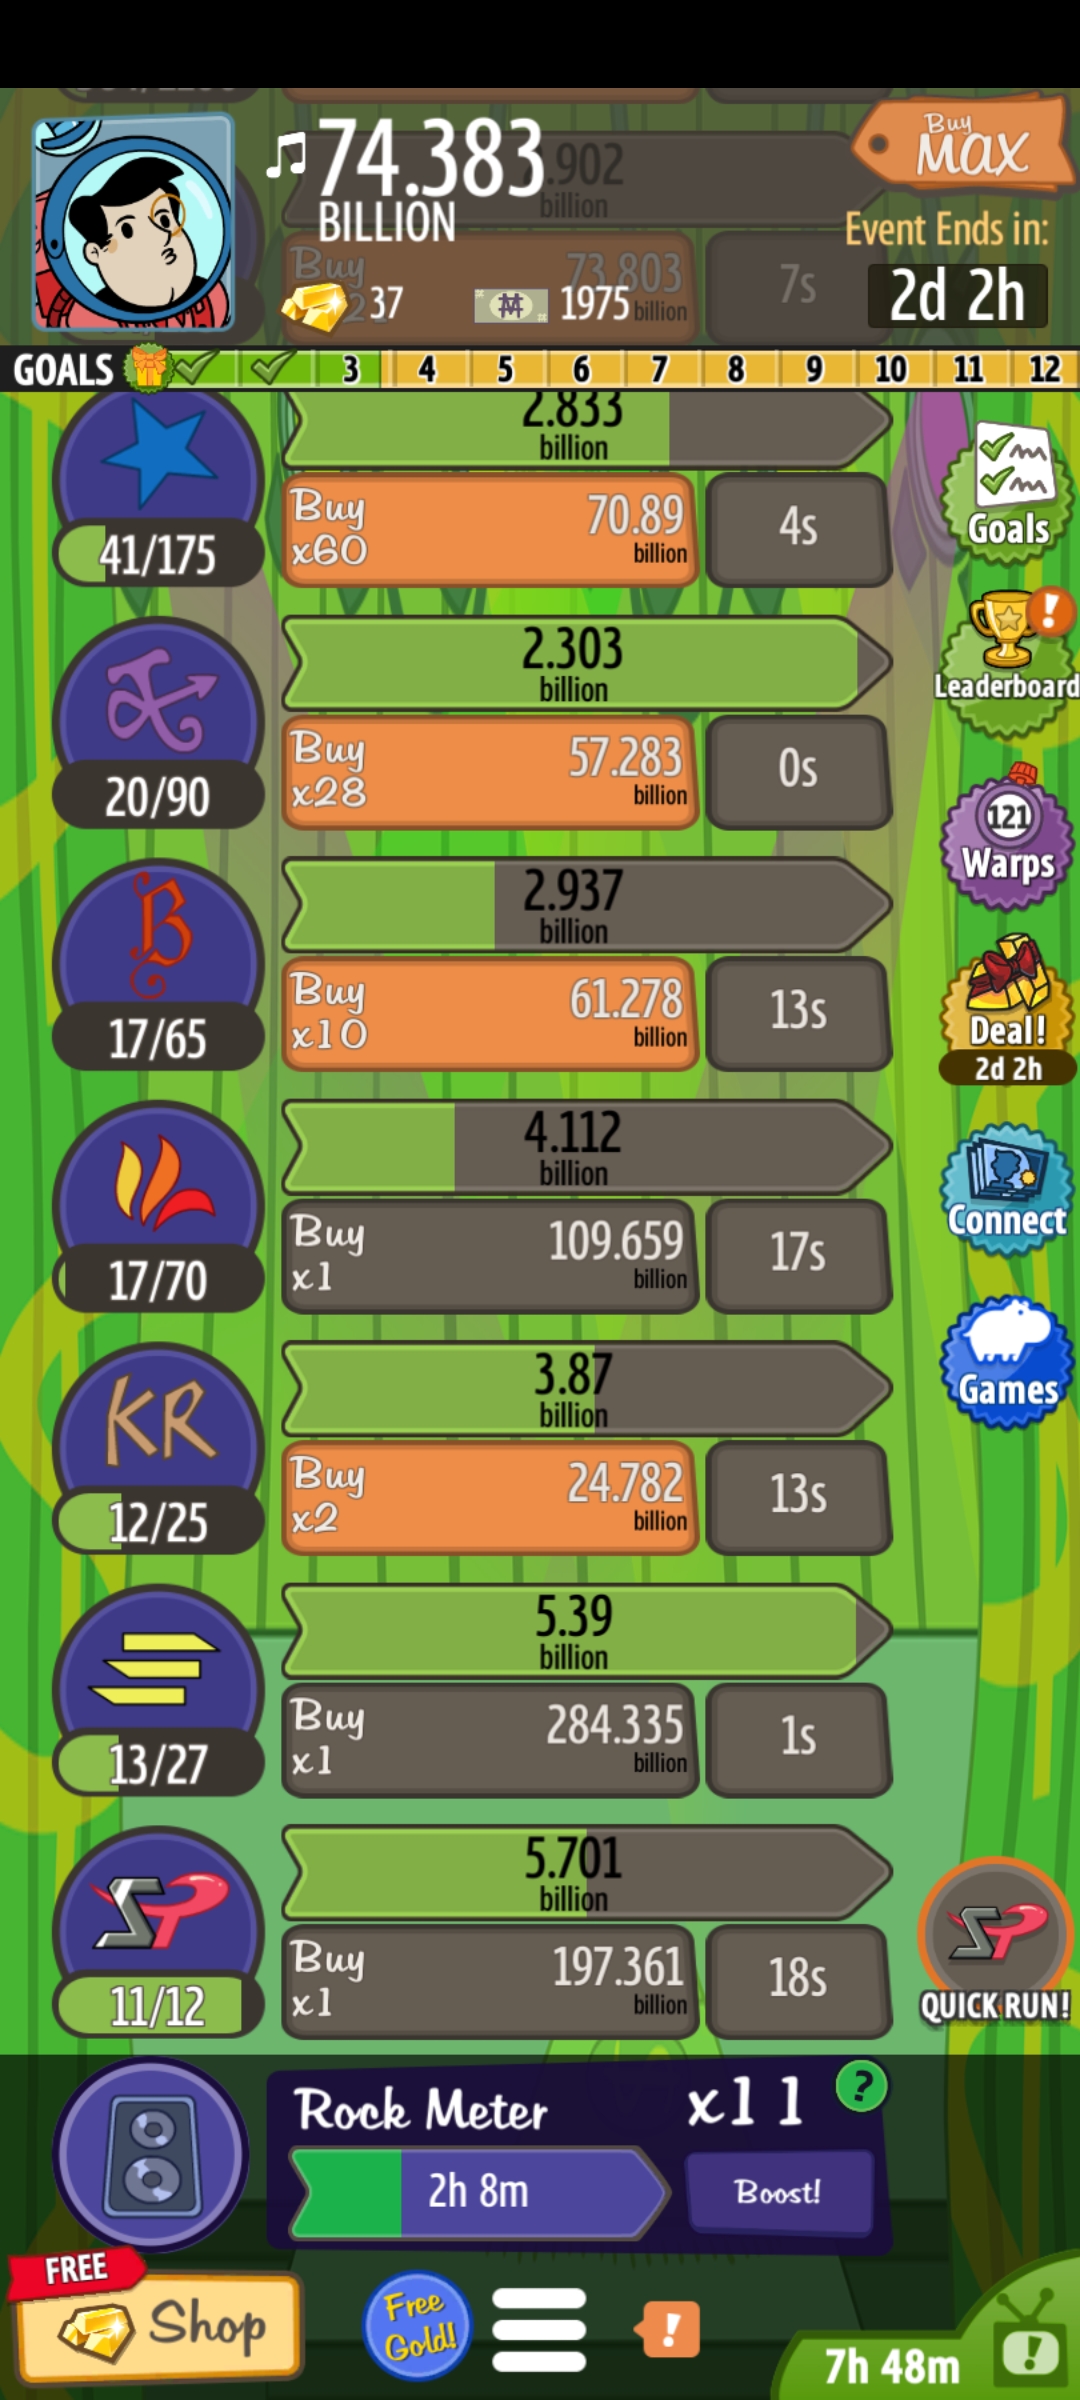 74.383
BILLION
.902
billion
Buy
MAX
Event Ends in:
2d 2h
Buy
73.803
billion
7s
37
1975
GOALS 3 4 5 6 7 8 9 10 11 12
2.833
billion
41/175
Buy
x60
70.89
billion
4s
Goals
2.303
billion
20/90
Buy
x28
57.283
billion
0s
Leaderboard
121
Warps
2.937
billion
17/65
Buy
x10
61.278
billion
13s
Deal!
2d 2h
4.112
billion
17/70
Buy
x1
109.659
billion
17s
Connect
KR
3.87
billion
12/25
Buy
x2
24.782
billion
13s
Games
5.39
billion
13/27
Buy
x1
284.335
billion
1s
SP
5.701
billion
11/12
Buy
x1
197.361
billion
18s
SP
QUICK RUN!
Rock Meter
x11
?
2h 8m
Boost!
FREE
Shop
Free
Gold!
!
7h 48m
!